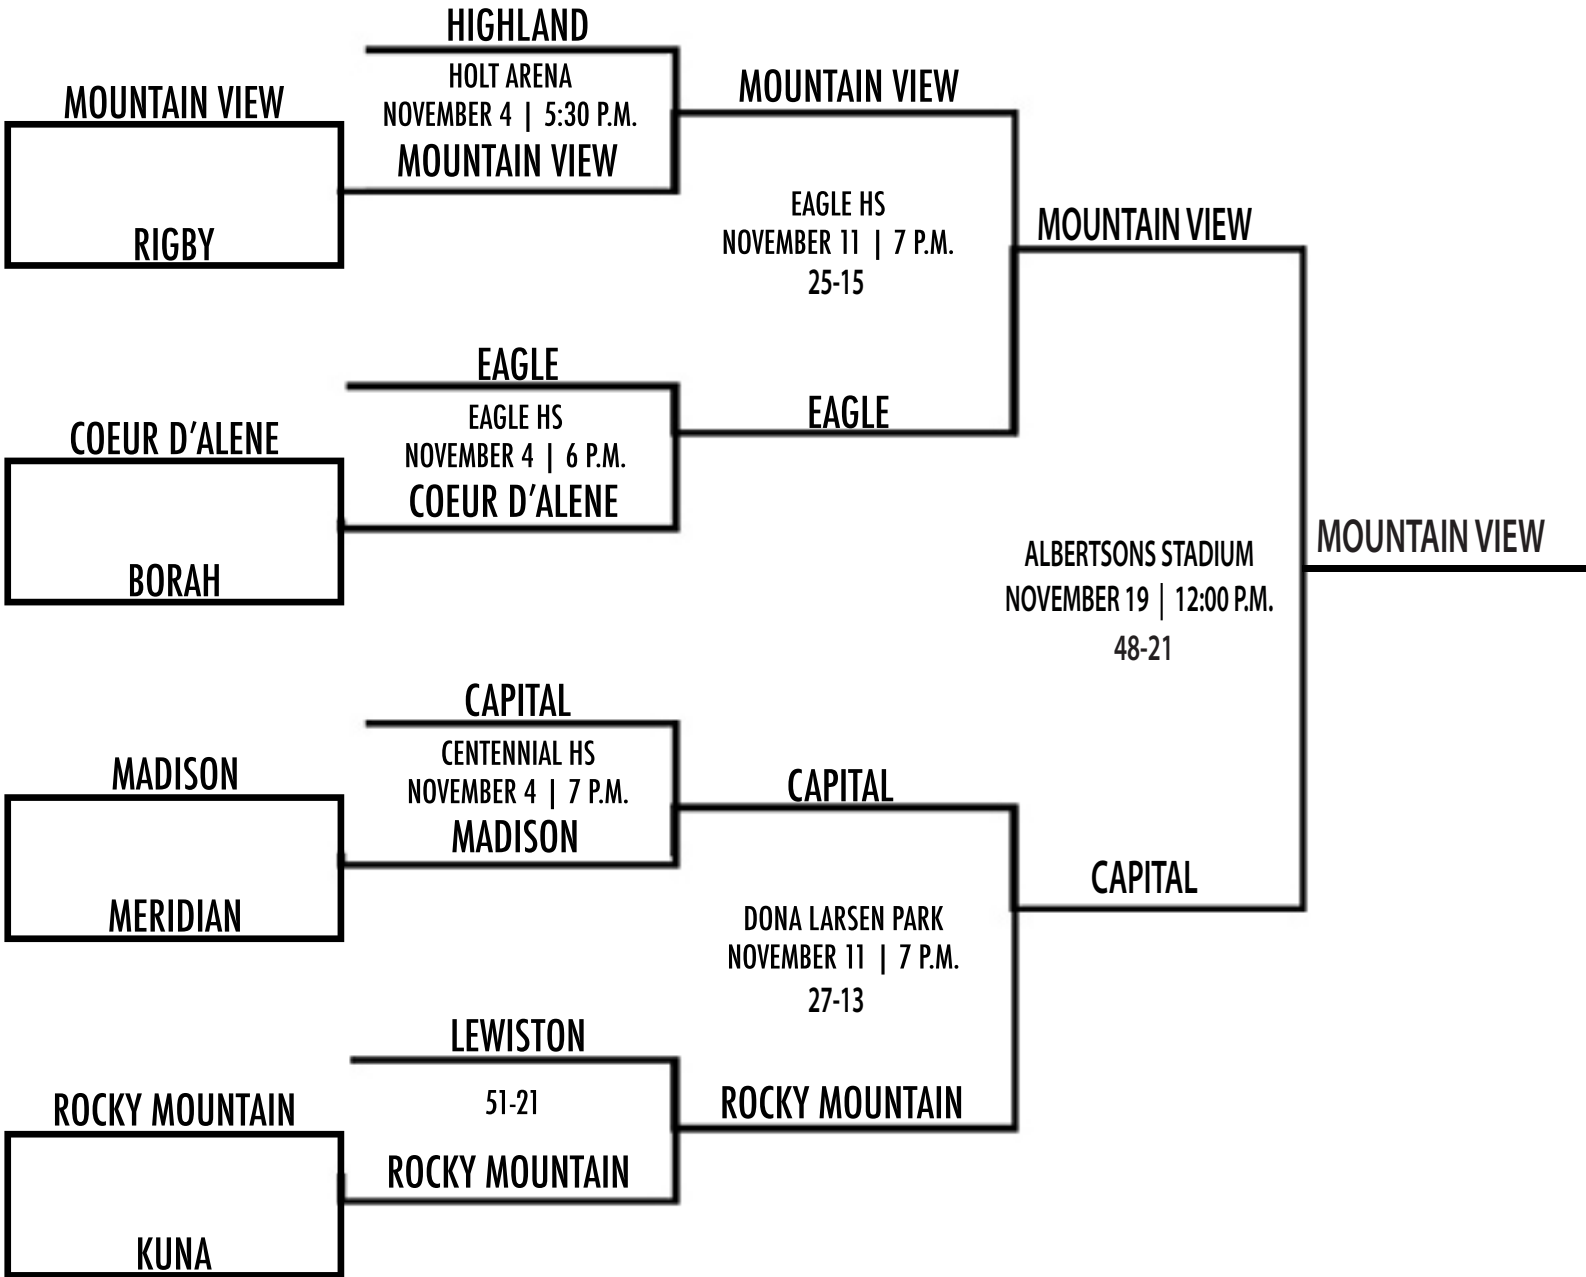 HIGHLAND
HOLT ARENA
NOVEMBER 4 | 5:30 P.M.
MOUNTAIN VIEW
MOUNTAIN VIEW
RIGBY
MOUNTAIN VIEW
EAGLE HS
NOVEMBER 11 | 7 P.M.
25-15
MOUNTAIN VIEW
EAGLE
EAGLE HS
NOVEMBER 4 | 6 P.M.
COEUR D’ALENE
COEUR D’ALENE
BORAH
EAGLE
ALBERTSONS STADIUM
NOVEMBER 19 | 12:00 P.M.
48-21
MOUNTAIN VIEW
CAPITAL
CENTENNIAL HS
NOVEMBER 4 | 7 P.M.
MADISON
MADISON
MERIDIAN
CAPITAL
DONA LARSEN PARK
NOVEMBER 11 | 7 P.M.
27-13
CAPITAL
LEWISTON
51-21
ROCKY MOUNTAIN
ROCKY MOUNTAIN
KUNA
ROCKY MOUNTAIN